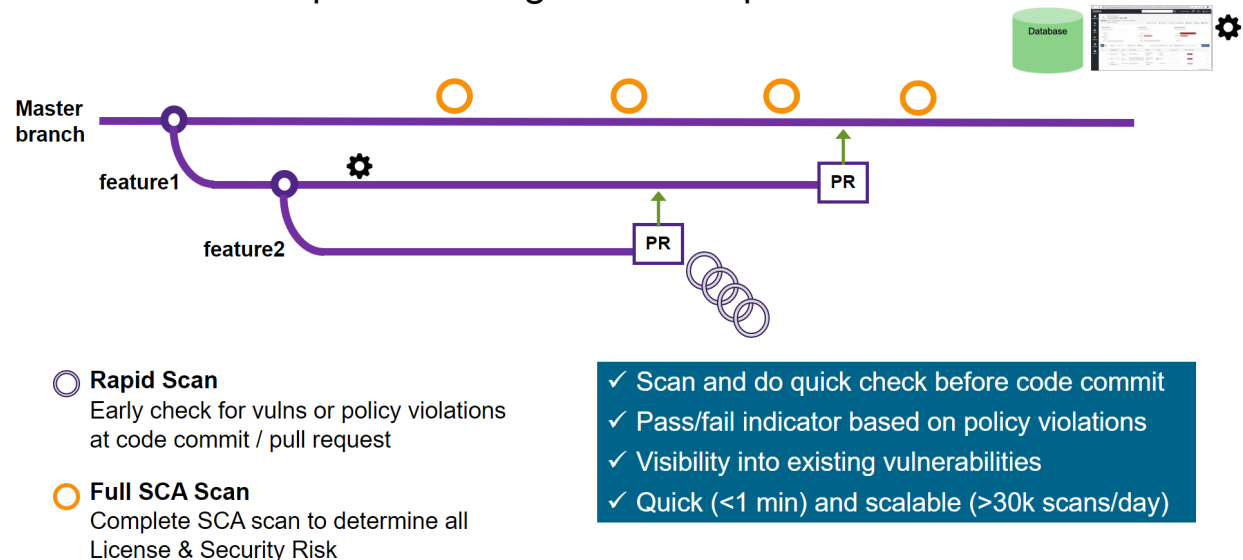 Database
Master
branch
feature1
PR
feature2
PR
Rapid Scan
Early check for vulns or policy violations
at code commit / pull request
Full SCA Scan
Complete SCA scan to determine all
License & Security Risk
✓ Scan and do quick check before code commit
✓ Pass/fail indicator based on policy violations
✓ Visibility into existing vulnerabilities
✓ Quick (<1 min) and scalable (>30k scans/day)